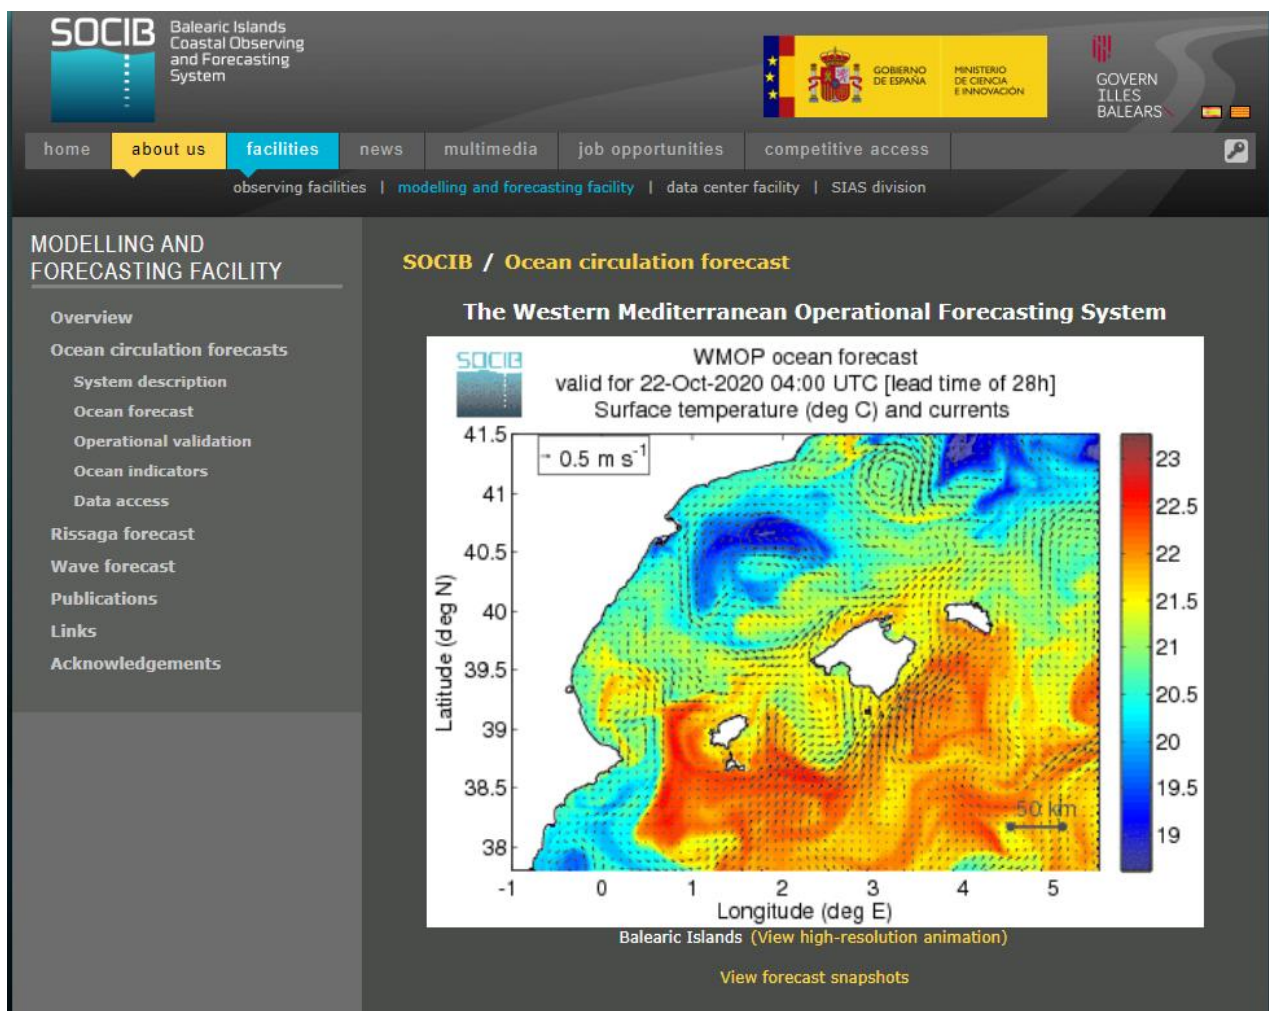 SOCIB
Balearic Islands
Coastal Observing
and Forecasting
System
GOBIERNO
DE ESPAÑA
MINISTERIO
DE CIENCIA
E INNOVACIÓN
GOVERN
ILLES
BALEARS
home about us facilities news multimedia job opportunities competitive access
observing facilities | modelling and forecasting facility | data center facility | SIAS division
MODELLING AND
FORECASTING FACILITY
Overview
Ocean circulation forecasts
System description
Ocean forecast
Operational validation
Ocean indicators
Data access
Rissaga forecast
Wave forecast
Publications
Links
Acknowledgements
SOCIB / Ocean circulation forecast
The Western Mediterranean Operational Forecasting System
SOCIB
WMOP ocean forecast
valid for 22-Oct-2020 04:00 UTC [lead time of 28h]
Surface temperature (deg C) and currents
0.5 m s⁻¹
41.5
41
40.5
40
39.5
39
38.5
38
Latitude (deg N)
-1 0 1 2 3 4 5
Longitude (deg E)
50 km
23
22.5
22
21.5
21
20.5
20
19.5
19
Balearic Islands (View high-resolution animation)
View forecast snapshots